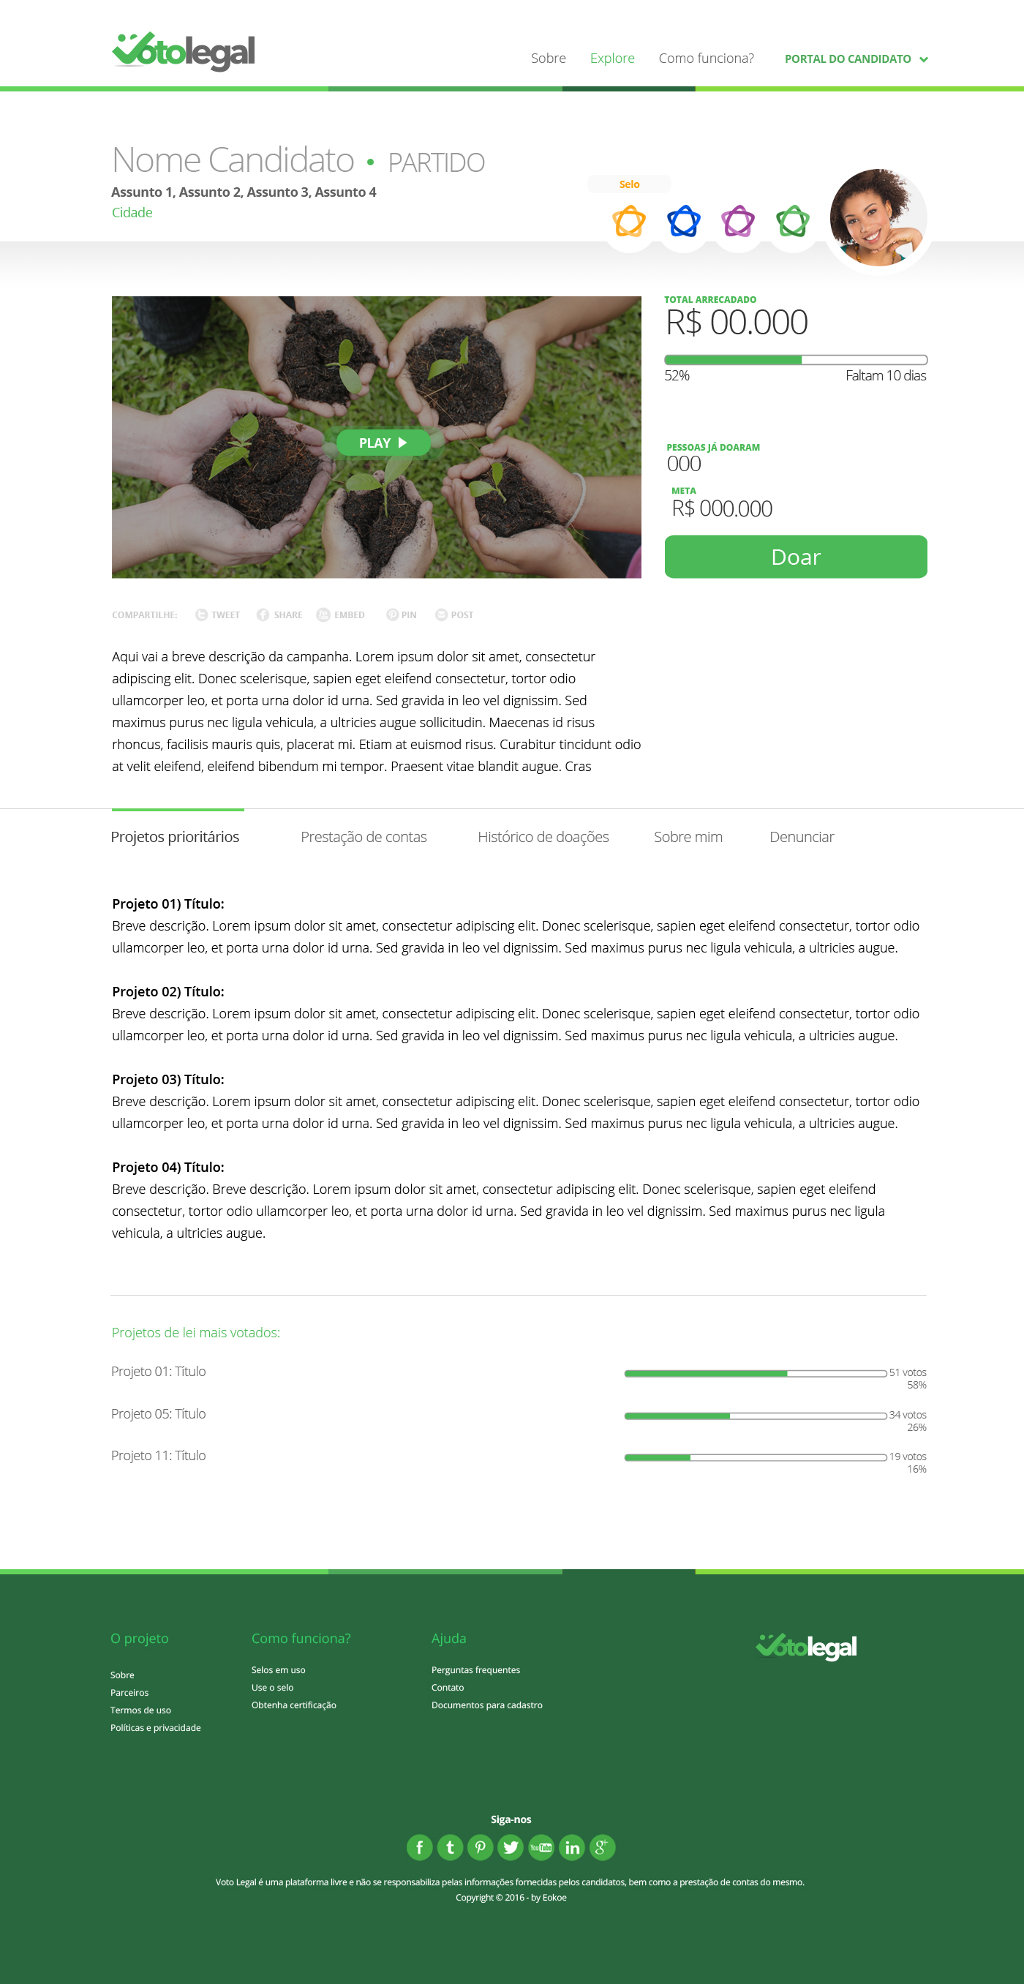 Votolegal
Sobre Explore Como funciona? PORTAL DO CANDIDATO
Nome Candidato • PARTIDO
Assunto 1, Assunto 2, Assunto 3, Assunto 4
Cidade
Selo
PLAY
TOTAL ARRECADADO
R$ 00.000
52% Faltam 10 dias
PESSOAS JÁ DOARAM
000
META
R$ 000.000
Doar
COMPARTILHE: TWEET SHARE EMBED PIN POST
Aqui vai a breve descrição da campanha. Lorem ipsum dolor sit amet, consectetur
adipiscing elit. Donec scelerisque, sapien eget eleifend consectetur, tortor odio
ullamcorper leo, et porta urna dolor id urna. Sed gravida in leo vel dignissim. Sed
maximus purus nec ligula vehicula, a ultricies augue sollicitudin. Maecenas id risus
rhoncus, facilisis mauris quis, placerat mi. Etiam at euismod risus. Curabitur tincidunt odio
at velit eleifend, eleifend bibendum mi tempor. Praesent vitae blandit augue. Cras
Projetos prioritários Prestação de contas Histórico de doações Sobre mim Denunciar
Projeto 01) Título:
Breve descrição. Lorem ipsum dolor sit amet, consectetur adipiscing elit. Donec scelerisque, sapien eget eleifend consectetur, tortor odio
ullamcorper leo, et porta urna dolor id urna. Sed gravida in leo vel dignissim. Sed maximus purus nec ligula vehicula, a ultricies augue.
Projeto 02) Título:
Breve descrição. Lorem ipsum dolor sit amet, consectetur adipiscing elit. Donec scelerisque, sapien eget eleifend consectetur, tortor odio
ullamcorper leo, et porta urna dolor id urna. Sed gravida in leo vel dignissim. Sed maximus purus nec ligula vehicula, a ultricies augue.
Projeto 03) Título:
Breve descrição. Lorem ipsum dolor sit amet, consectetur adipiscing elit. Donec scelerisque, sapien eget eleifend consectetur, tortor odio
ullamcorper leo, et porta urna dolor id urna. Sed gravida in leo vel dignissim. Sed maximus purus nec ligula vehicula, a ultricies augue.
Projeto 04) Título:
Breve descrição. Breve descrição. Lorem ipsum dolor sit amet, consectetur adipiscing elit. Donec scelerisque, sapien eget eleifend
consectetur, tortor odio ullamcorper leo, et porta urna dolor id urna. Sed gravida in leo vel dignissim. Sed maximus purus nec ligula
vehicula, a ultricies augue.
Projetos de lei mais votados:
Projeto 01: Título 51 votos
58%
Projeto 05: Título 34 votos
26%
Projeto 11: Título 19 votos
16%
O projeto
Sobre
Parceiros
Termos de uso
Políticas e privacidade
Como funciona?
Selos em uso
Use o selo
Obtenha certificação
Ajuda
Perguntas frequentes
Contato
Documentos para cadastro
Votolegal
Siga-nos
f t YouTube in g+
Voto Legal é uma plataforma livre e não se responsabiliza pelas informações fornecidas pelos candidatos, bem como a prestação de contas do mesmo.
Copyright © 2016 - by Eokoe